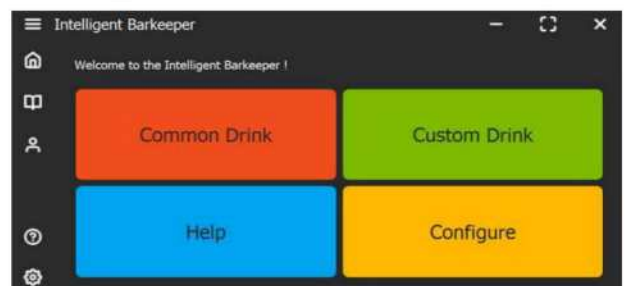 Intelligent Barkeeper
Welcome to the Intelligent Barkeeper !
Common Drink
Custom Drink
Help
Configure